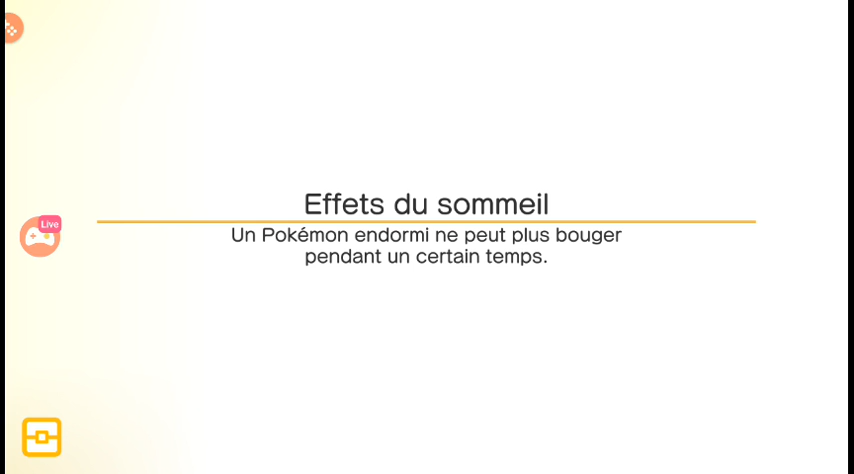 Live
Effets du sommeil
Un Pokémon endormi ne peut plus bouger
pendant un certain temps.